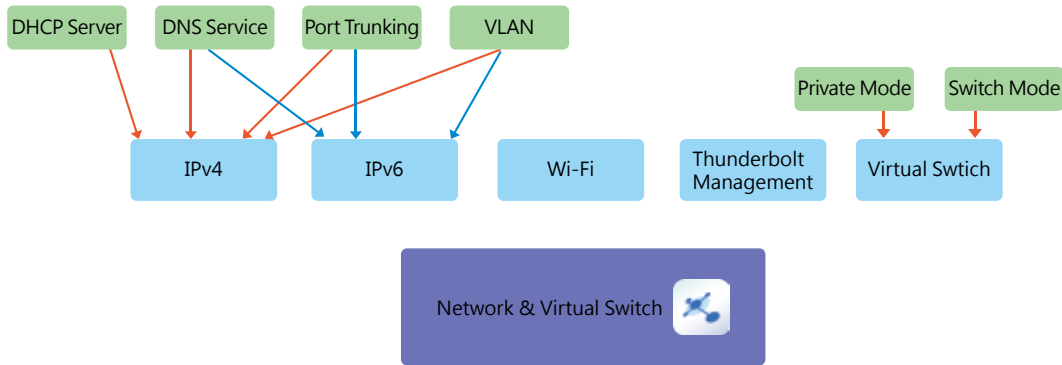 DHCP Server
DNS Service
Port Trunking
VLAN
Private Mode
Switch Mode
IPv4
IPv6
Wi-Fi
Thunderbolt
Management
Virtual Swtich
Network & Virtual Switch